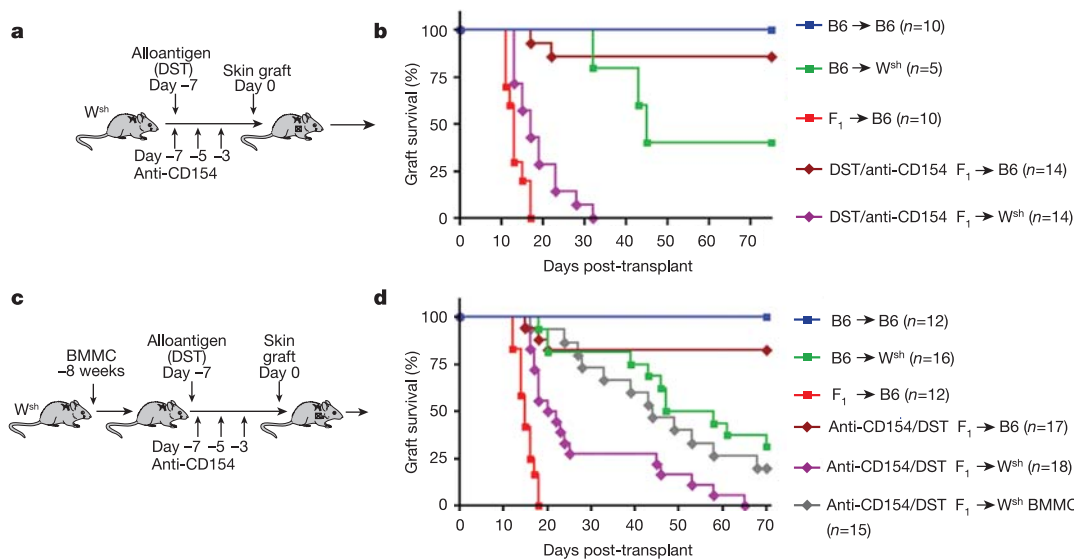 a
Alloantigen
(DST)
Day –7
Skin graft
Day 0
Wsh
Day –7 –5 –3
Anti-CD154
b
Graft survival (%)
100
75
50
25
0
0 10 20 30 40 50 60 70
Days post-transplant
B6 → B6 (n=10)
B6 → Wsh (n=5)
F1 → B6 (n=10)
DST/anti-CD154 F1 → B6 (n=14)
DST/anti-CD154 F1 → Wsh (n=14)
c
BMMC
–8 weeks
Alloantigen
(DST)
Day –7
Skin
graft
Day 0
Wsh
Day –7 –5 –3
Anti-CD154
d
Graft survival (%)
100
75
50
25
0
0 10 20 30 40 50 60 70
Days post-transplant
B6 → B6 (n=12)
B6 → Wsh (n=16)
F1 → B6 (n=12)
Anti-CD154/DST F1 → B6 (n=17)
Anti-CD154/DST F1 → Wsh (n=18)
Anti-CD154/DST F1 → Wsh BMMC
(n=15)